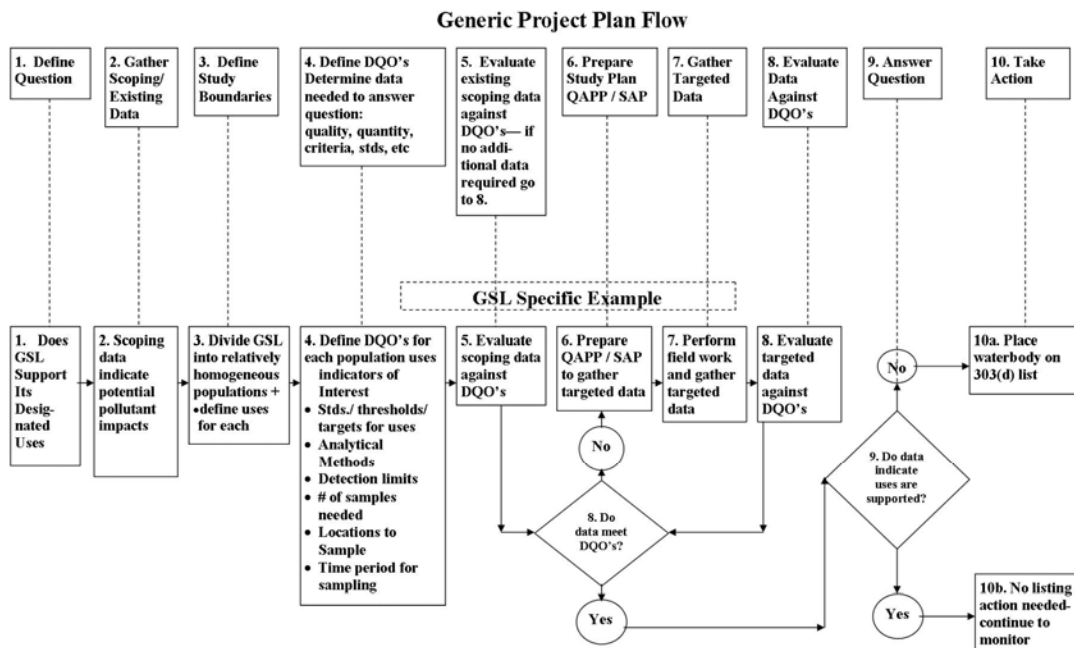 Generic Project Plan Flow
1. Define
Question
2. Gather
Scoping/
Existing
Data
3. Define
Study
Boundaries
4. Define DQO's
Determine data
needed to answer
question:
quality, quantity,
criteria, stds, etc
5. Evaluate
existing
scoping data
against
DQO's— if
no addi-
tional data
required go
to 8.
6. Prepare
Study Plan
QAPP / SAP
7. Gather
Targeted
Data
8. Evaluate
Data
Against
DQO's
9. Answer
Question
10. Take
Action
GSL Specific Example
1. Does
GSL
Support
Its
Desig-
nated
Uses
2. Scoping
data
indicate
potential
pollutant
impacts
3. Divide GSL
into relatively
homogeneous
populations +
•define uses
for each
4. Define DQO's for
each population uses
indicators of
Interest
• Stds./ thresholds/
targets for uses
• Analytical
Methods
• Detection limits
• # of samples
needed
• Locations to
Sample
• Time period for
sampling
5. Evaluate
scoping data
against
DQO's
6. Prepare
QAPP / SAP
to gather
targeted data
7. Perform
field work
and gather
targeted
data
8. Evaluate
targeted
data
against
DQO's
No
8. Do
data meet
DQO's?
Yes
No
9. Do data
indicate
uses are
supported?
Yes
10a. Place
waterbody on
303(d) list
10b. No listing
action needed-
continue to
monitor